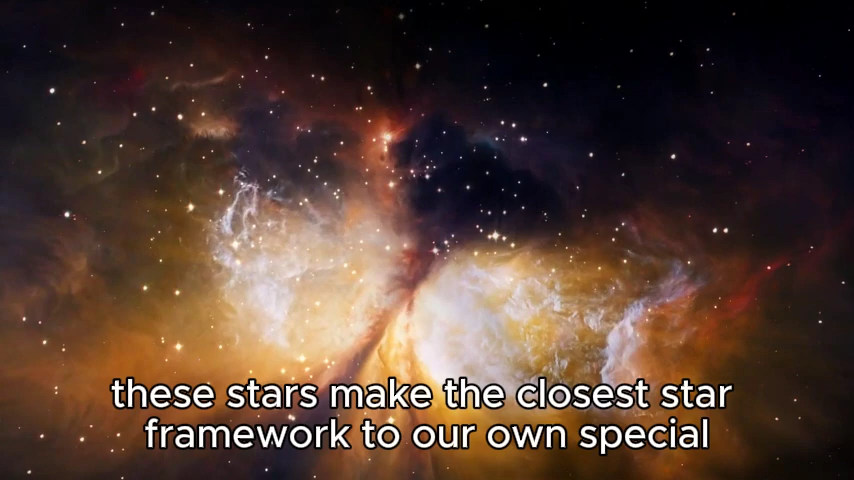 these stars make the closest star
framework to our own special